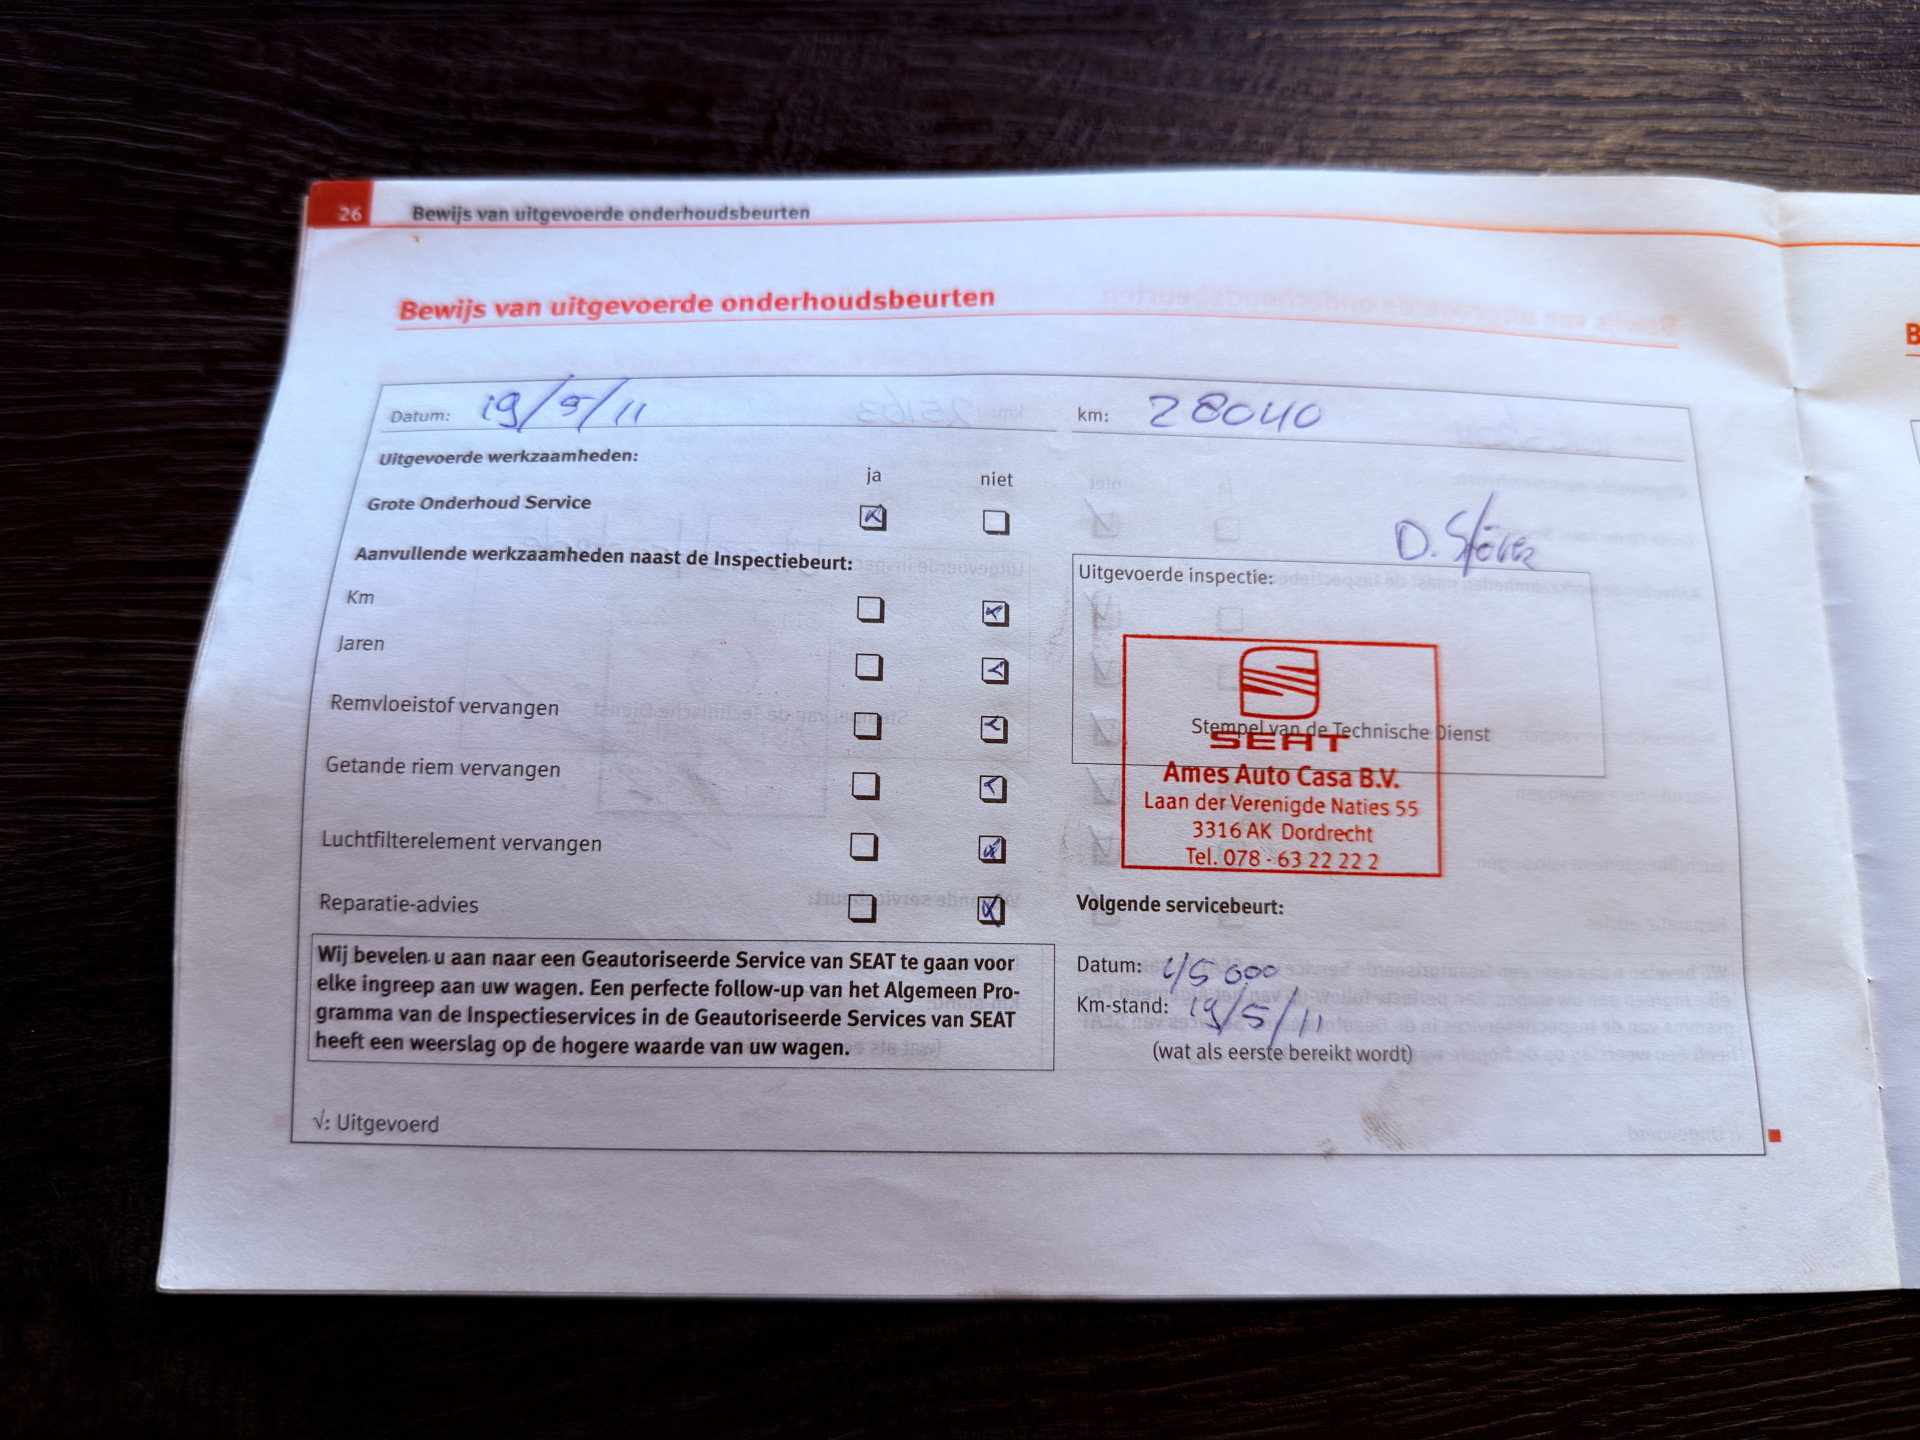 26 Bewijs van uitgevoerde onderhoudsbeurten
Bewijs van uitgevoerde onderhoudsbeurten
Datum: 19/5/11 km: 28040
Uitgevoerde werkzaamheden:
ja niet
Grote Onderhoud Service
Aanvullende werkzaamheden naast de Inspectiebeurt:
Km
Jaren
Remvloeistof vervangen
Getande riem vervangen
Luchtfilterelement vervangen
Reparatie-advies
Wij bevelen u aan naar een Geautoriseerde Service van SEAT te gaan voor
elke ingreep aan uw wagen. Een perfecte follow-up van het Algemeen Pro-
gramma van de Inspectieservices in de Geautoriseerde Services van SEAT
heeft een weerslag op de hogere waarde van uw wagen.
√: Uitgevoerd
D.
Uitgevoerde inspectie:
Stempel van de Technische Dienst
SEAT
Ames Auto Casa B.V.
Laan der Verenigde Naties 55
3316 AK Dordrecht
Tel. 078 - 63 22 22 2
Volgende servicebeurt:
Datum: 45000
Km-stand: 19/5/11
(wat als eerste bereikt wordt)
B